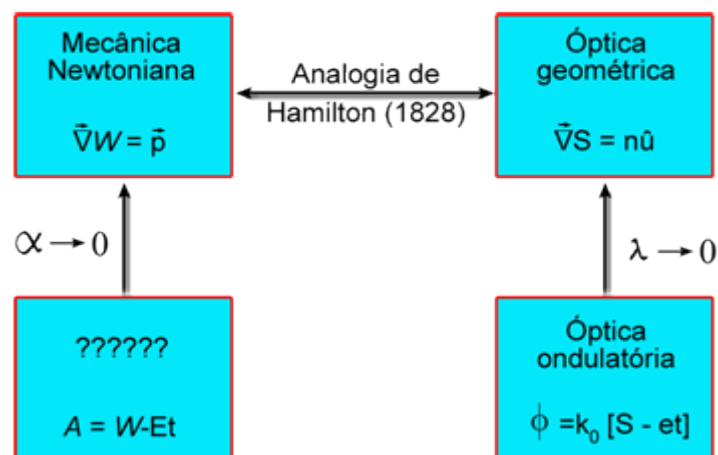 Mecânica
Newtoniana
∇⃗W = p⃗
Analogia de
Hamilton (1828)
Óptica
geométrica
∇⃗S = nû
∝ → 0
λ → 0
??????
A = W-Et
Óptica
ondulatória
ϕ =k₀ [S - et]